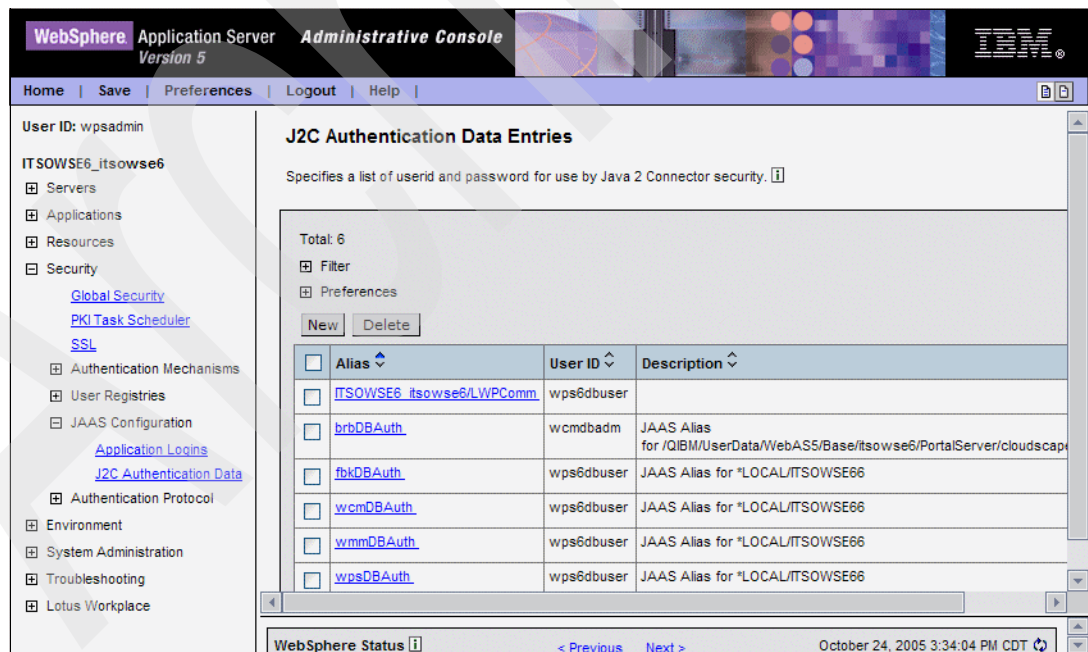 WebSphere. Application Server Administrative Console
Version 5
IBM®
Home | Save | Preferences | Logout | Help |
User ID: wpsadmin
ITSOWSE6_itsowse6
Servers
Applications
Resources
Security
Global Security
PKI Task Scheduler
SSL
Authentication Mechanisms
User Registries
JAAS Configuration
Application Logins
J2C Authentication Data
Authentication Protocol
Environment
System Administration
Troubleshooting
Lotus Workplace
J2C Authentication Data Entries
Specifies a list of userid and password for use by Java 2 Connector security. i
Total: 6
Filter
Preferences
New Delete
Alias User ID Description
ITSOWSE6_itsowse6/LWPComm wps6dbuser
brbDBAuth wcmdbadm JAAS Alias
for /QIBM/UserData/WebAS5/Base/itsowse6/PortalServer/cloudscape
fbkDBAuth wps6dbuser JAAS Alias for *LOCAL/ITSOWSE66
wcmDBAuth wps6dbuser JAAS Alias for *LOCAL/ITSOWSE66
wmmDBAuth wps6dbuser JAAS Alias for *LOCAL/ITSOWSE66
wpsDBAuth wps6dbuser JAAS Alias for *LOCAL/ITSOWSE66
WebSphere Status i < Previous Next > October 24, 2005 3:34:04 PM CDT